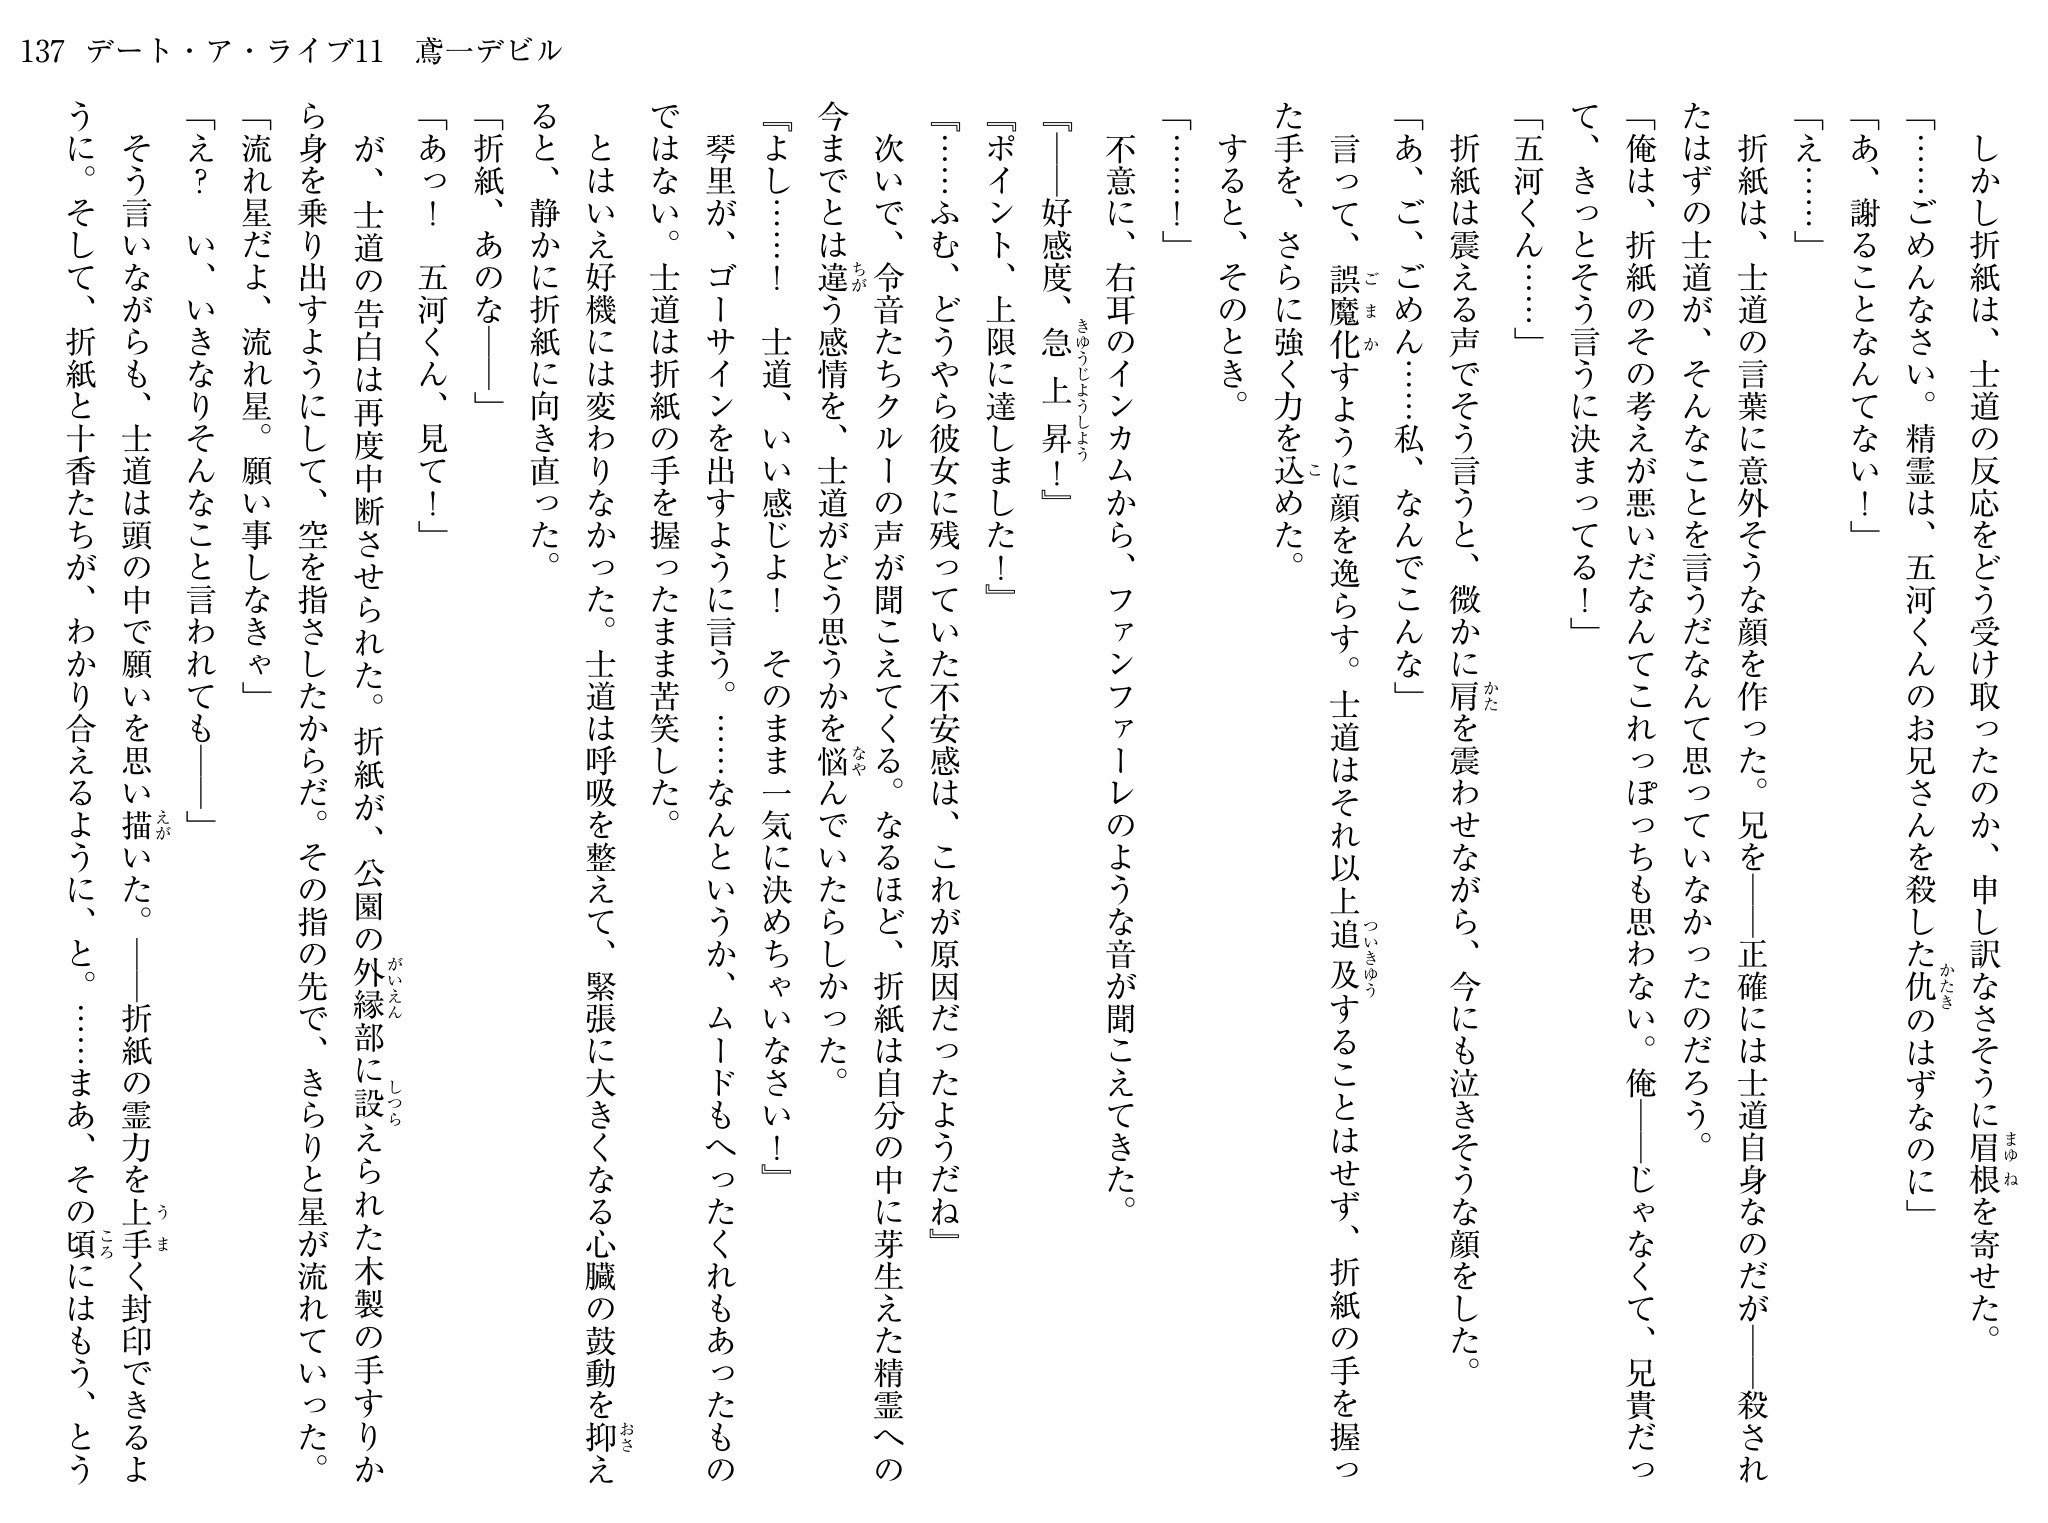 137 デート・ア・ライブ11　鳶一デビル
　しかし折紙は、士道の反応をどう受け取ったのか、申し訳なさそうに眉根を寄せた。
「……ごめんなさい。精霊は、五河くんのお兄さんを殺した仇のはずなのに」
「あ、謝ることなんてない！」
「え……」
　折紙は、士道の言葉に意外そうな顔を作った。兄を――正確には士道自身なのだが――殺され
たはずの士道が、そんなことを言うだなんて思っていなかったのだろう。
「俺は、折紙のその考えが悪いだなんてこれっぽっちも思わない。俺――じゃなくて、兄貴だっ
て、きっとそう言うに決まってる！」
「五河くん……」
　折紙は震える声でそう言うと、微かに肩を震わせながら、今にも泣きそうな顔をした。
「あ、ご、ごめん……私、なんでこんな」
　言って、誤魔化すように顔を逸らす。士道はそれ以上追及することはせず、折紙の手を握っ
た手を、さらに強く力を込めた。
　すると、そのとき。
「……！」
　不意に、右耳のインカムから、ファンファーレのような音が聞こえてきた。
『――好感度、急上昇！』
『ポイント、上限に達しました！』
『……ふむ、どうやら彼女に残っていた不安感は、これが原因だったようだね』
　次いで、令音たちクルーの声が聞こえてくる。なるほど、折紙は自分の中に芽生えた精霊への
今までとは違う感情を、士道がどう思うかを悩んでいたらしかった。
『よし……！　士道、いい感じよ！　そのまま一気に決めちゃいなさい！』
　琴里が、ゴーサインを出すように言う。……なんというか、ムードもへったくれもあったもの
ではない。士道は折紙の手を握ったまま苦笑した。
　とはいえ好機には変わりなかった。士道は呼吸を整えて、緊張に大きくなる心臓の鼓動を抑え
ると、静かに折紙に向き直った。
「折紙、あのな――」
「あっ！　五河くん、見て！」
　が、士道の告白は再度中断させられた。折紙が、公園の外縁部に設えられた木製の手すりか
ら身を乗り出すようにして、空を指さしたからだ。その指の先で、きらりと星が流れていった。
「流れ星だよ、流れ星。願い事しなきゃ」
「え？　い、いきなりそんなこと言われても――」
　そう言いながらも、士道は頭の中で願いを思い描いた。――折紙の霊力を上手く封印できるよ
うに。そして、折紙と十香たちが、わかり合えるように、と。……まあ、その頃にはもう、とう